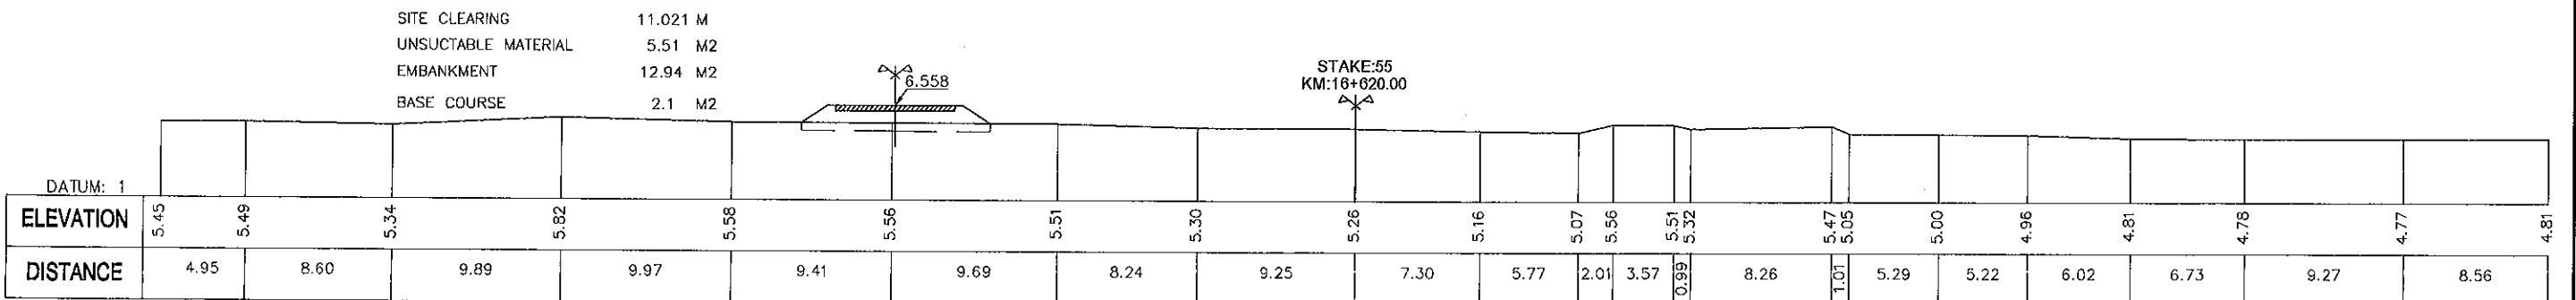 SITE CLEARING 11.021 M
UNSUCTABLE MATERIAL 5.51 M2
EMBANKMENT 12.94 M2
BASE COURSE 2.1 M2
6.558
STAKE:55
KM:16+620.00
DATUM: 1
ELEVATION 5.45 5.49 5.34 5.82 5.58 5.56 5.51 5.30 5.26 5.16 5.07 5.56 5.51 5.32 5.47 5.05 5.00 4.96 4.81 4.78 4.77 4.81
DISTANCE 4.95 8.60 9.89 9.97 9.41 9.69 8.24 9.25 7.30 5.77 2.01 3.57 0.99 8.26 1.01 5.29 5.22 6.02 6.73 9.27 8.56